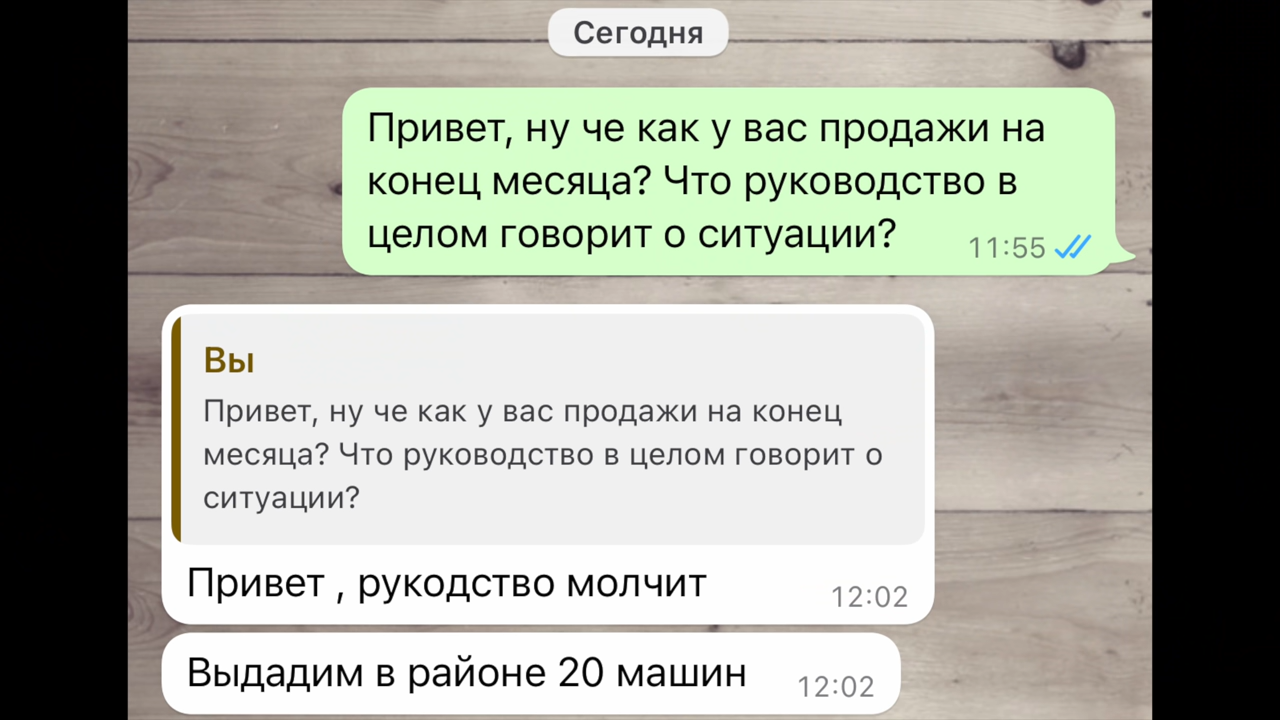 Сегодня
Привет, ну че как у вас продажи на
конец месяца? Что руководство в
целом говорит о ситуации?
11:55
Вы
Привет, ну че как у вас продажи на конец
месяца? Что руководство в целом говорит о
ситуации?
Привет , рукодство молчит
12:02
Выдадим в районе 20 машин
12:02